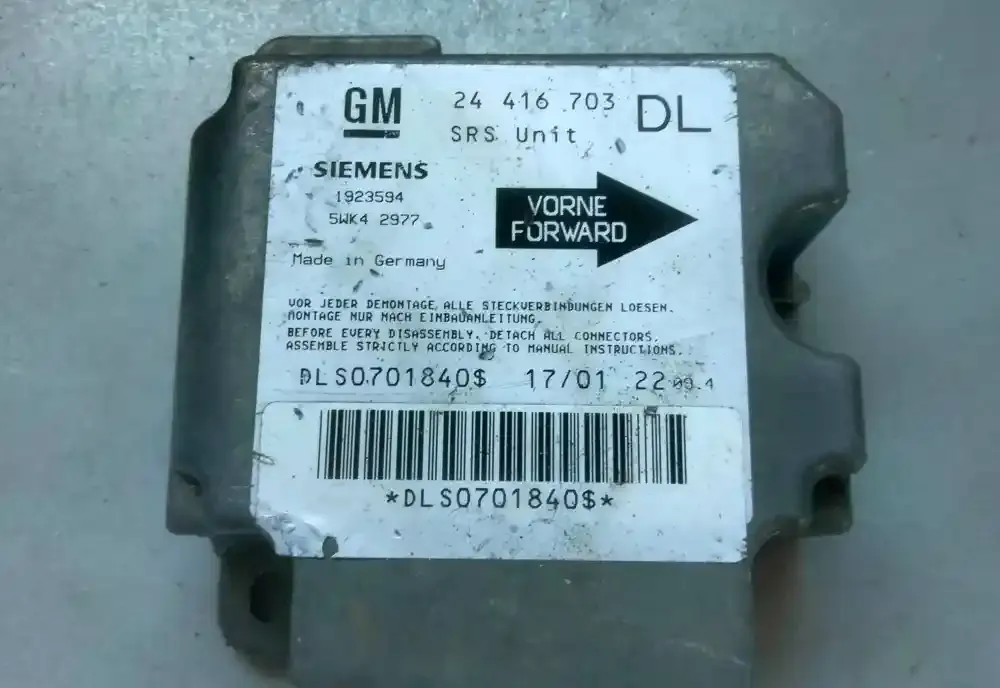 GM 24 416 703 DL
SRS Unit
SIEMENS
1923594
5WK4 2977
VORNE
FORWARD
Made in Germany
VOR JEDER DEMONTAGE ALLE STECKVERBINDUNGEN LOESEN.
MONTAGE NUR NACH EINBAUANLEITUNG.
BEFORE EVERY DISASSEMBLY, DETACH ALL CONNECTORS.
ASSEMBLE STRICTLY ACCORDING TO MANUAL INSTRUCTIONS.
DLS0701840$ 17/01 22 09.4
*DLS0701840$*